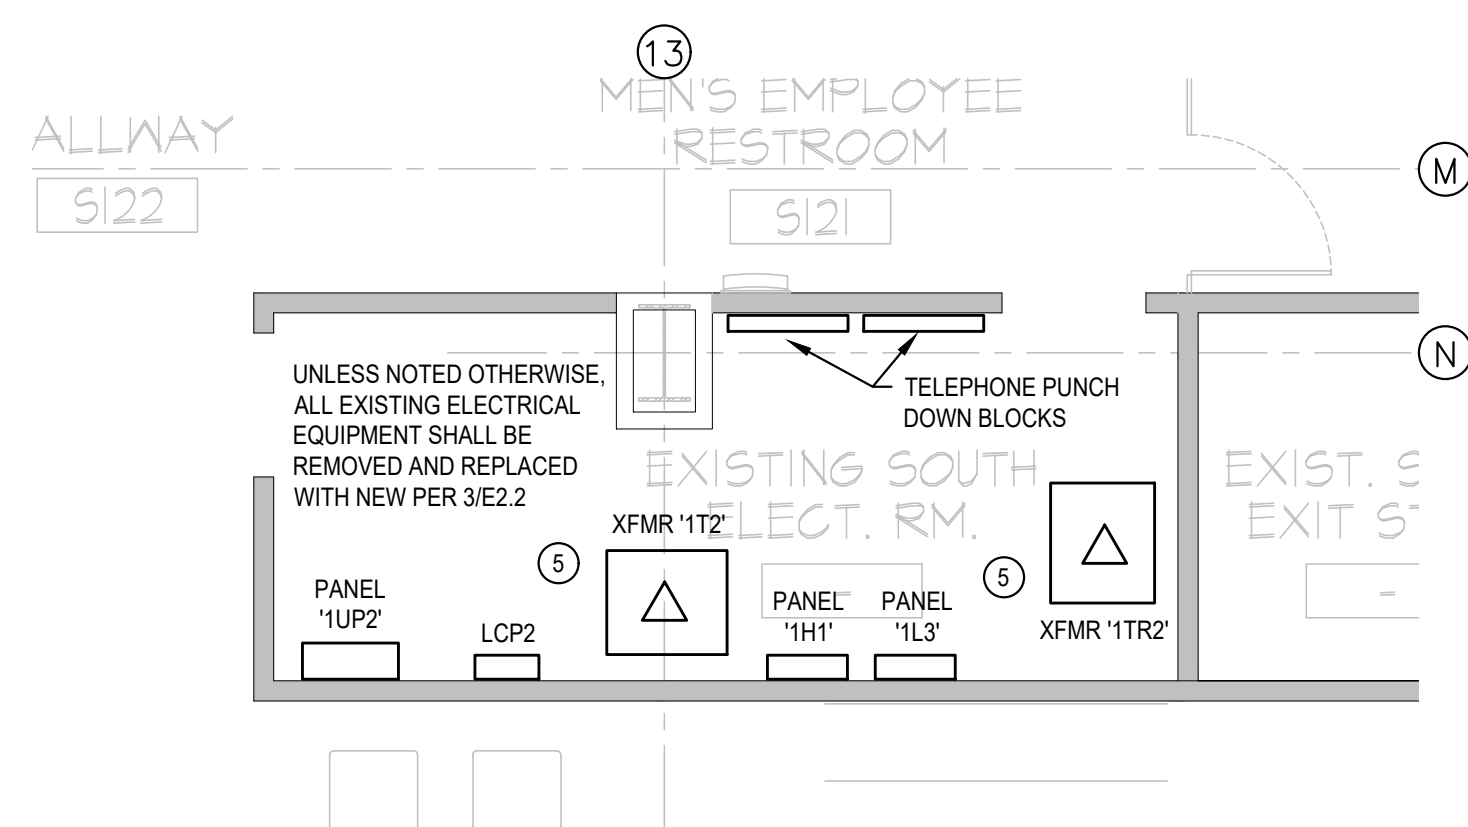 13
MEN'S EMPLOYEE
RESTROOM
ALLWAY
S122
S121
M
N
UNLESS NOTED OTHERWISE,
ALL EXISTING ELECTRICAL
EQUIPMENT SHALL BE
REMOVED AND REPLACED
WITH NEW PER 3/E2.2
TELEPHONE PUNCH
DOWN BLOCKS
EXISTING SOUTH
ELECT. RM.
EXIST. S
EXIT ST
XFMR '1T2'
5
5
PANEL
'1UP2'
LCP2
PANEL
'1H1'
PANEL
'1L3'
XFMR '1TR2'